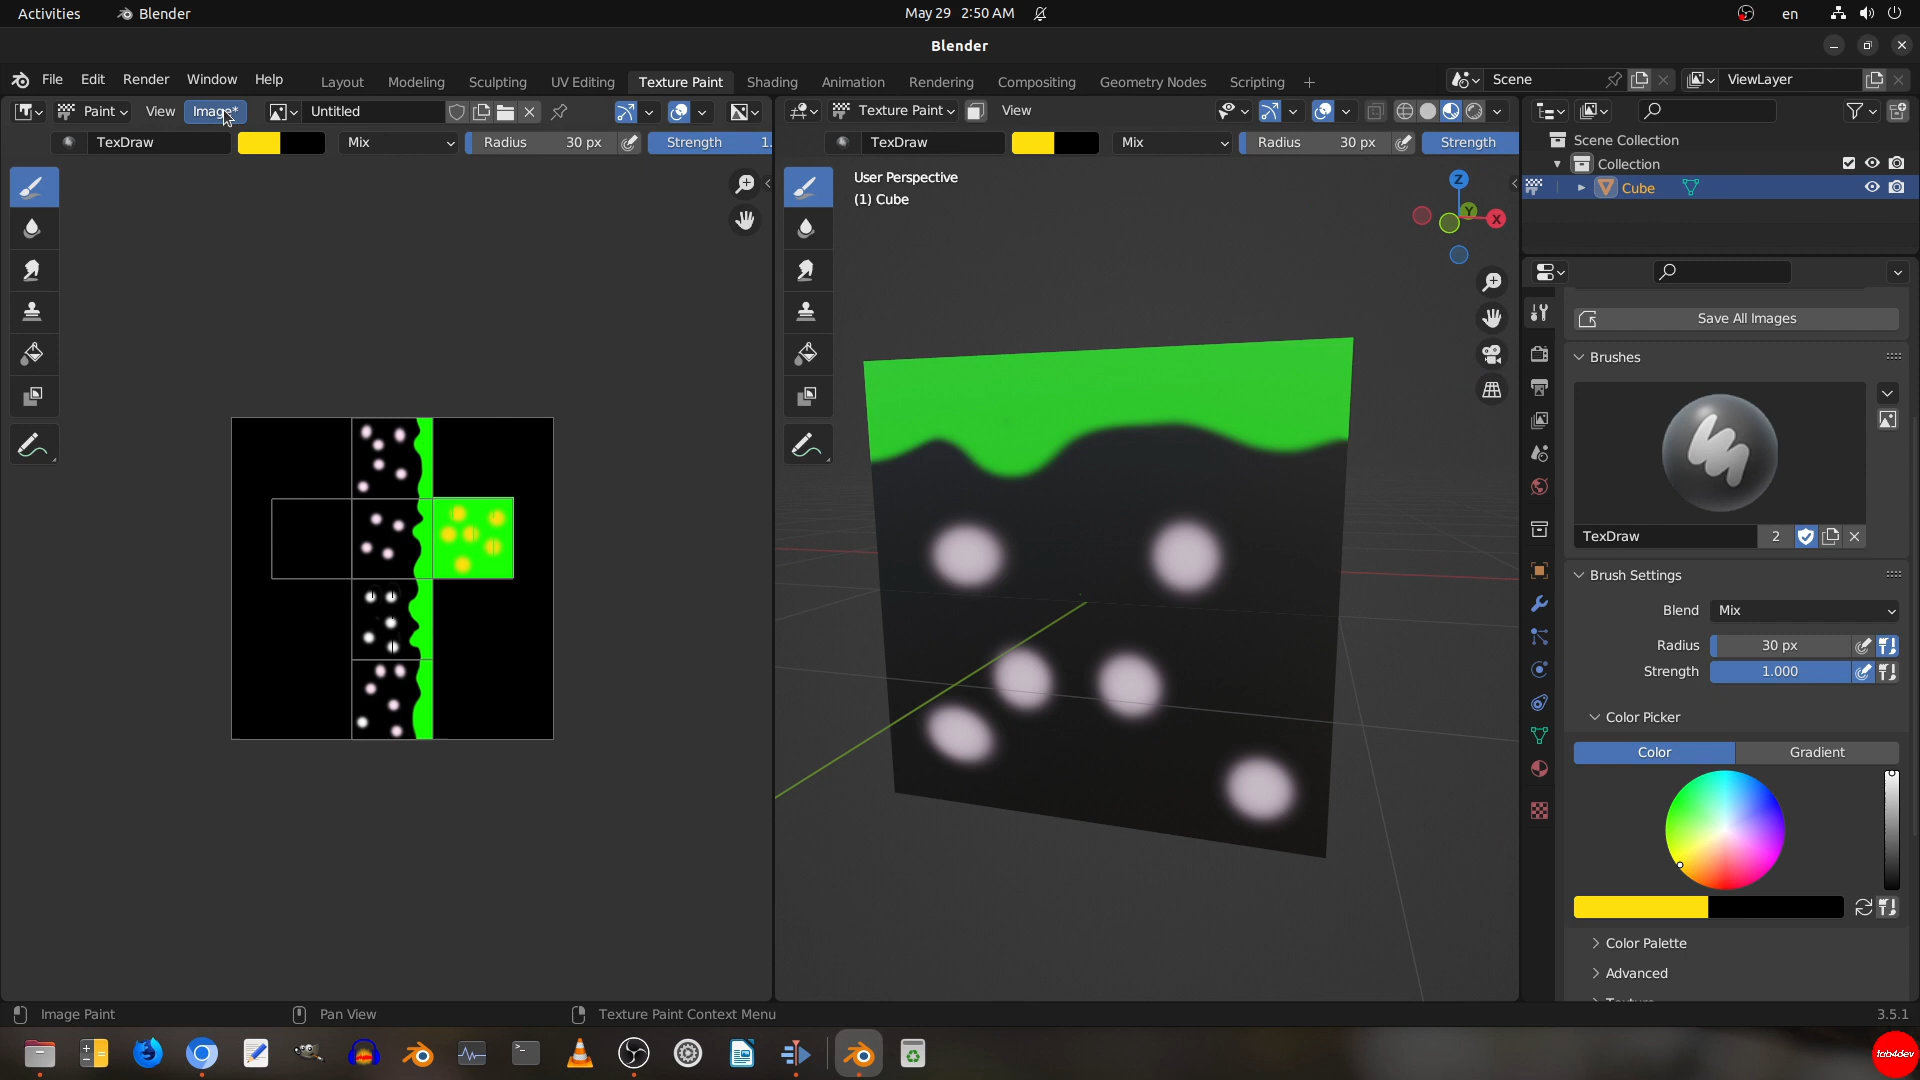 Activities Blender May 29 2:50 AM en
Blender
File Edit Render Window Help Layout Modeling Sculpting UV Editing Texture Paint Shading Animation Rendering Compositing Geometry Nodes Scripting + Scene ViewLayer
Paint View Image* Untitled Texture Paint View
TexDraw Mix Radius 30 px Strength 1. TexDraw Mix Radius 30 px Strength
Scene Collection
Collection
Cube
User Perspective
(1) Cube
Z
Y
X
Save All Images
Brushes
TexDraw 2
Brush Settings
Blend Mix
Radius 30 px
Strength 1.000
Color Picker
Color Gradient
Color Palette
Advanced
Texture
Image Paint Pan View Texture Paint Context Menu 3.5.1
lab4dev